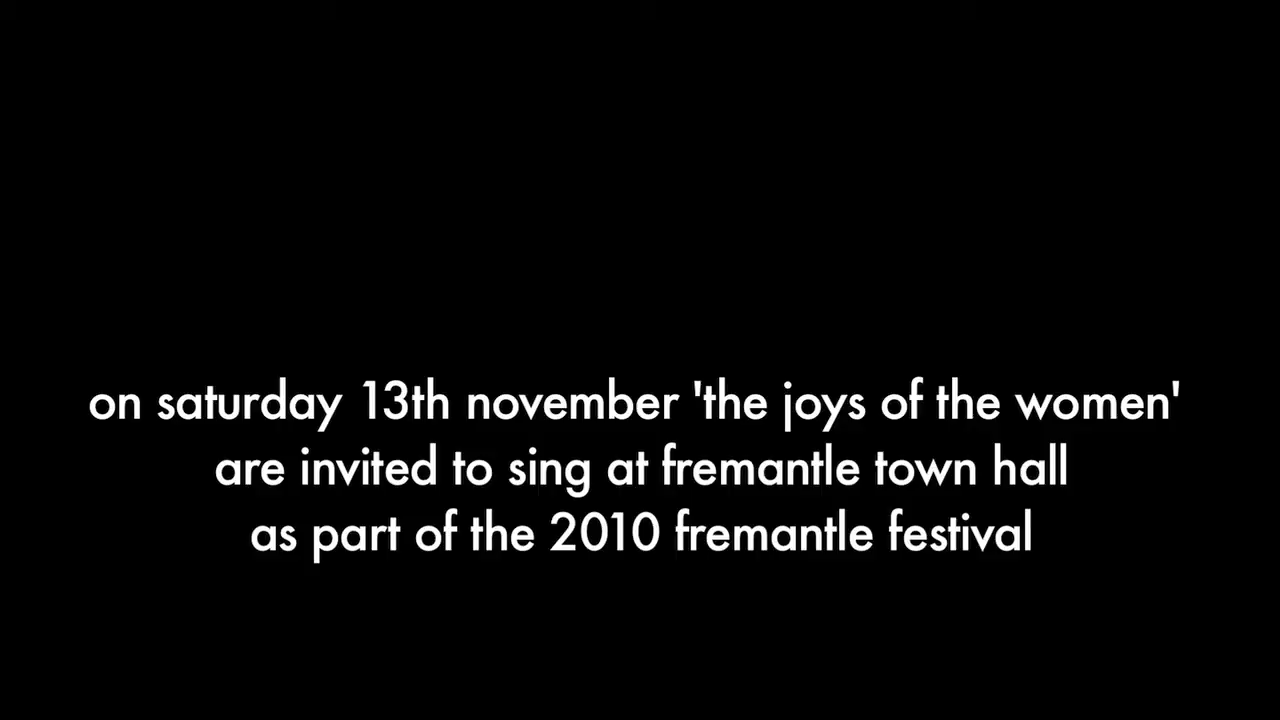 on saturday 13th november 'the joys of the women'
are invited to sing at fremantle town hall
as part of the 2010 fremantle festival